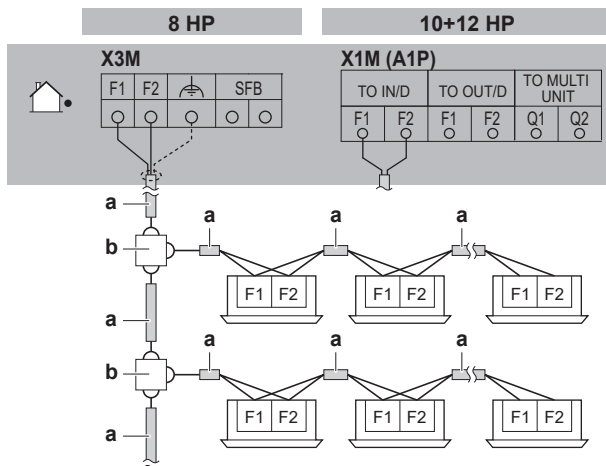 8 HP 10+12 HP
X3M X1M (A1P)
F1 F2 SFB TO IN/D TO OUT/D TO MULTI UNIT
F1 F2 F1 F2 Q1 Q2
a
a a a
b
F1 F2 F1 F2 F1 F2
a
a a a
b
F1 F2 F1 F2 F1 F2
a